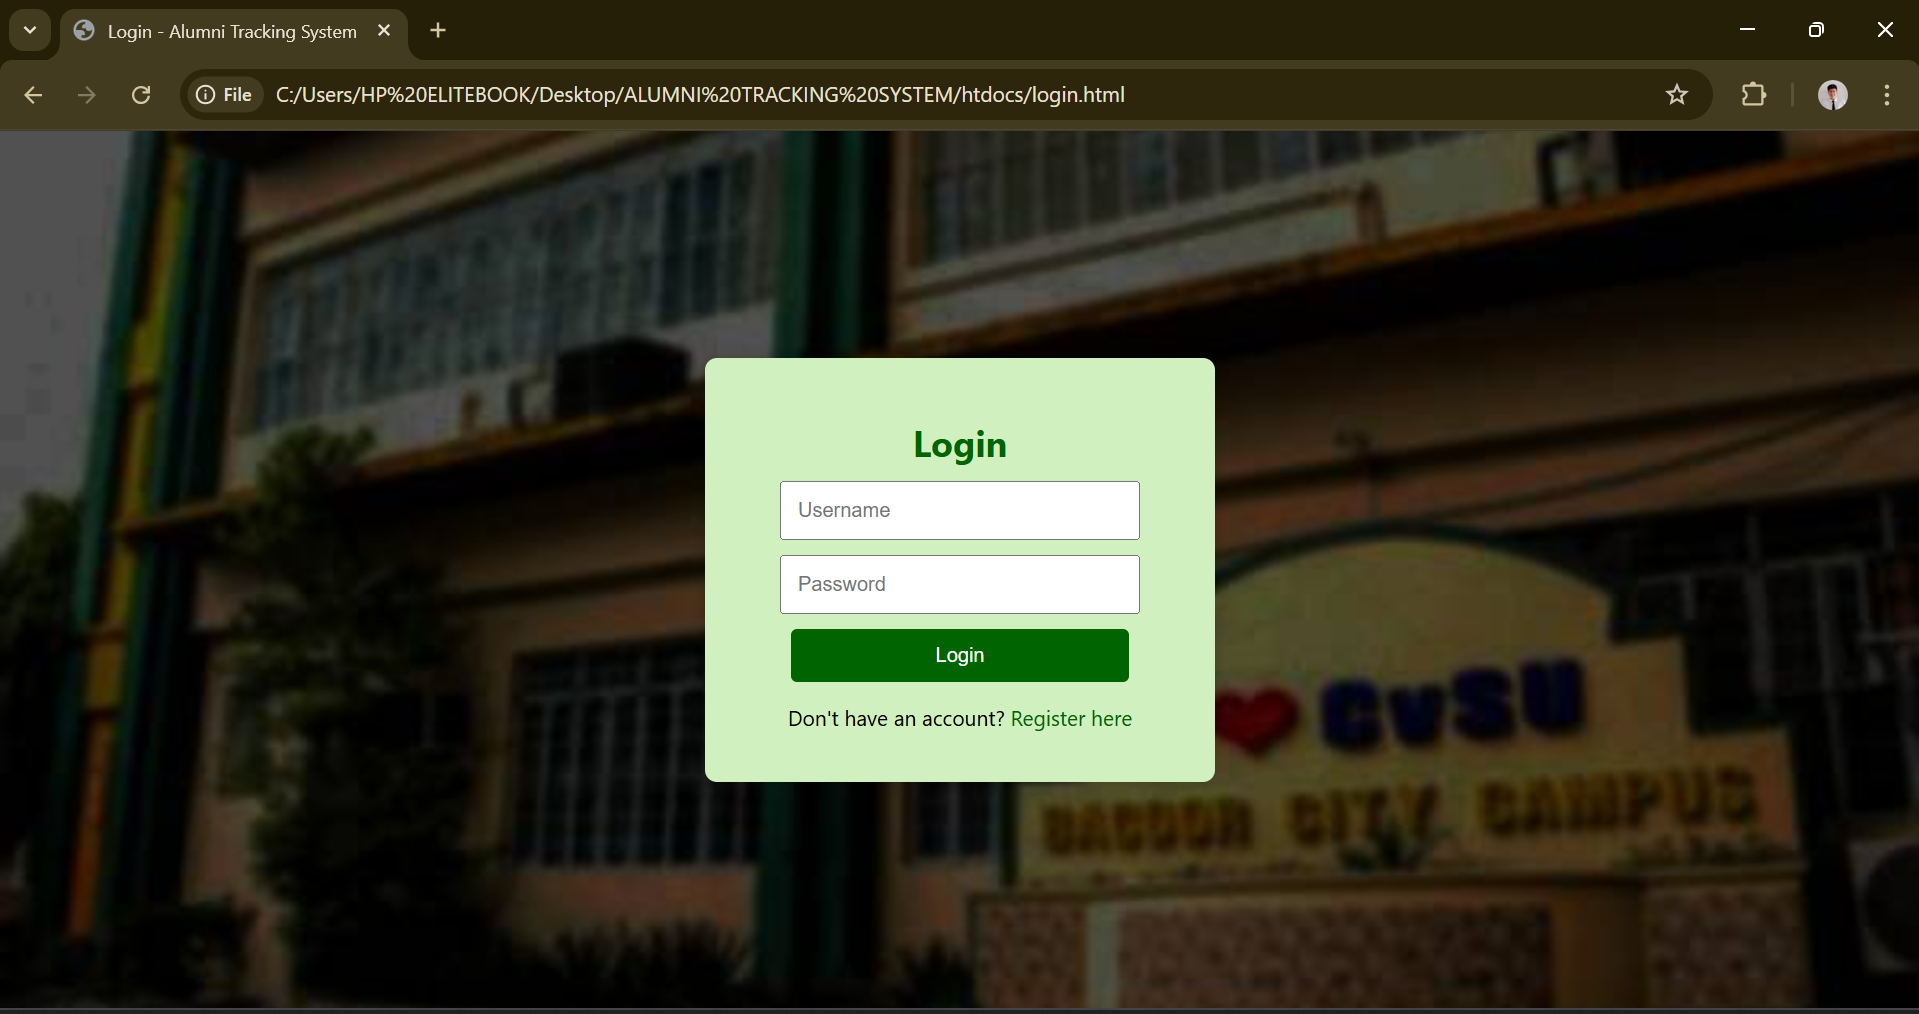 Login - Alumni Tracking System
File C:/Users/HP%20ELITEBOOK/Desktop/ALUMNI%20TRACKING%20SYSTEM/htdocs/login.html
Login
Username
Password
Login
Don't have an account? Register here
CvSU
BACOOR CITY CAMPUS